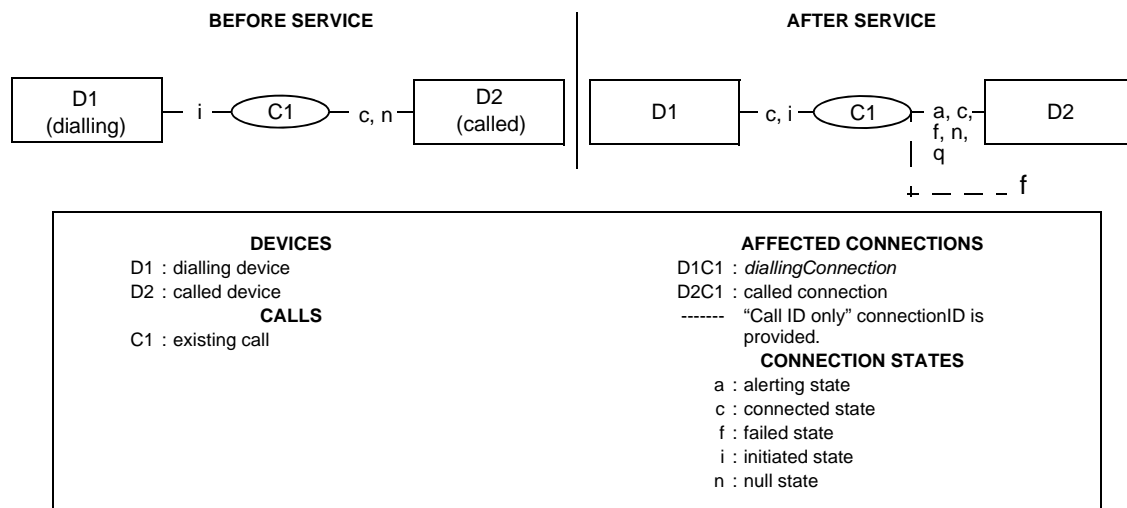 BEFORE SERVICE
AFTER SERVICE
D1
(dialling)
i
C1
c, n
D2
(called)
D1
c, i
C1
a, c,
f, n,
q
D2
f
DEVICES
D1 : dialling device
D2 : called device
CALLS
C1 : existing call
AFFECTED CONNECTIONS
D1C1 : diallingConnection
D2C1 : called connection
------- “Call ID only” connectionID is
provided.
CONNECTION STATES
a : alerting state
c : connected state
f : failed state
i : initiated state
n : null state